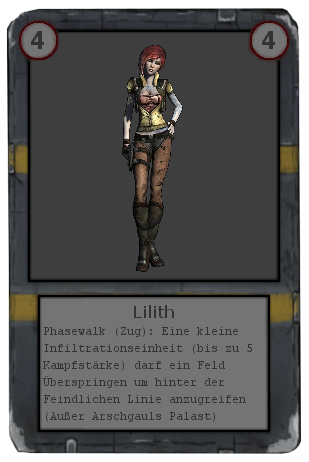 4 4
Lilith
Phasewalk (Zug): Eine kleine
Infiltrationseinheit (bis zu 5
Kampfstärke) darf ein Feld
Überspringen um hinter der
Feindlichen Linie anzugreifen
(Außer Arschgauls Palast)